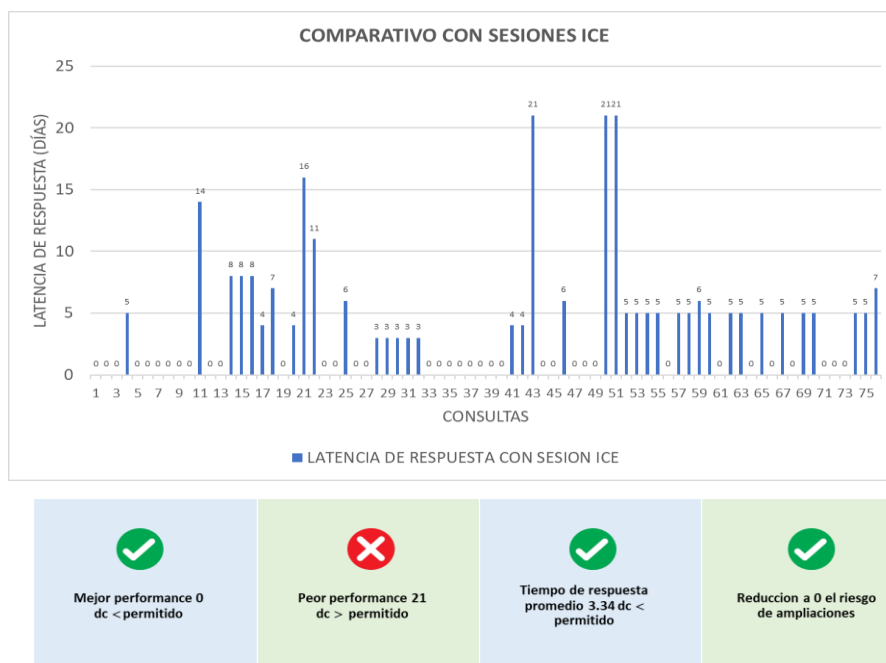 COMPARATIVO CON SESIONES ICE
LATENCIA DE RESPUESTA (DÍAS)
25
20
15
10
5
0
21 21 21
16
14
11
8 8 8
7 7
6 6 6
5 5 5 5 5 5 5 5 5 5 5 5 5 5 5 5
4 4 4 4
3 3 3 3 3
0 0 0 0 0 0 0 0 0 0 0 0 0 0 0 0 0 0 0 0 0 0 0 0 0 0 0 0 0 0 0 0 0 0 0 0 0
1 3 5 7 9 11 13 15 17 19 21 23 25 27 29 31 33 35 37 39 41 43 45 47 49 51 53 55 57 59 61 63 65 67 69 71 73 75
CONSULTAS
LATENCIA DE RESPUESTA CON SESION ICE
Mejor performance 0
dc < permitido
Peor performance 21
dc > permitido
Tiempo de respuesta
promedio 3.34 dc <
permitido
Reduccion a 0 el riesgo
de ampliaciones